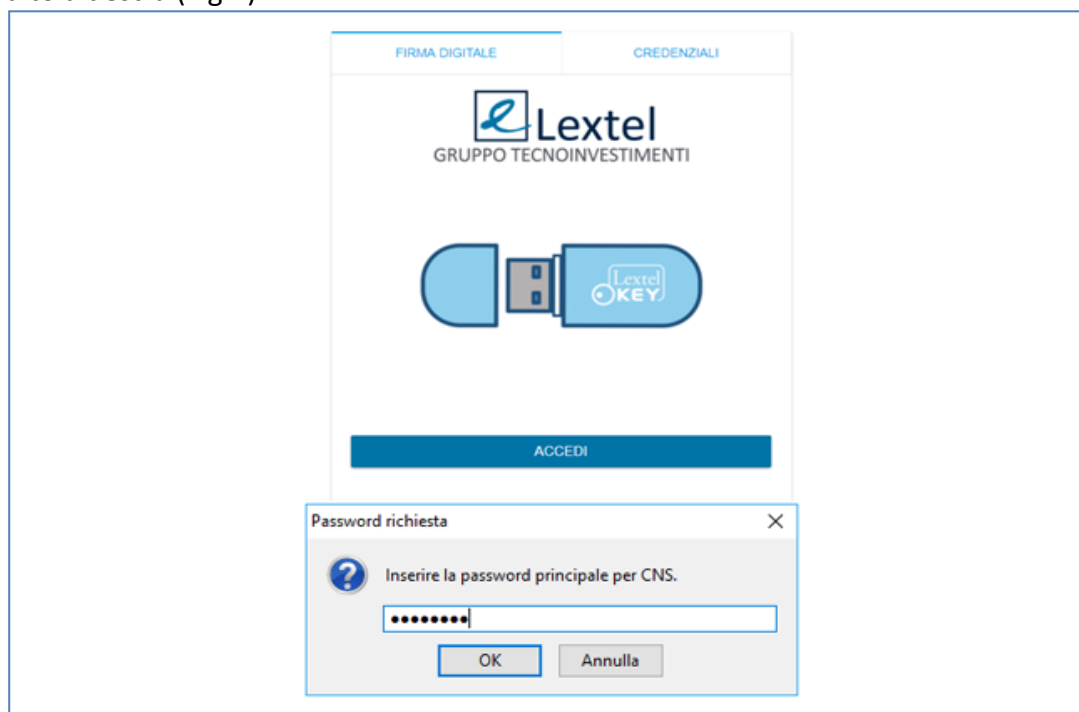 FIRMA DIGITALE CREDENZIALI
Lextel
GRUPPO TECNOINVESTIMENTI
Lextel
KEY
ACCEDI
Password richiesta
Inserire la password principale per CNS.
••••••••
OK Annulla